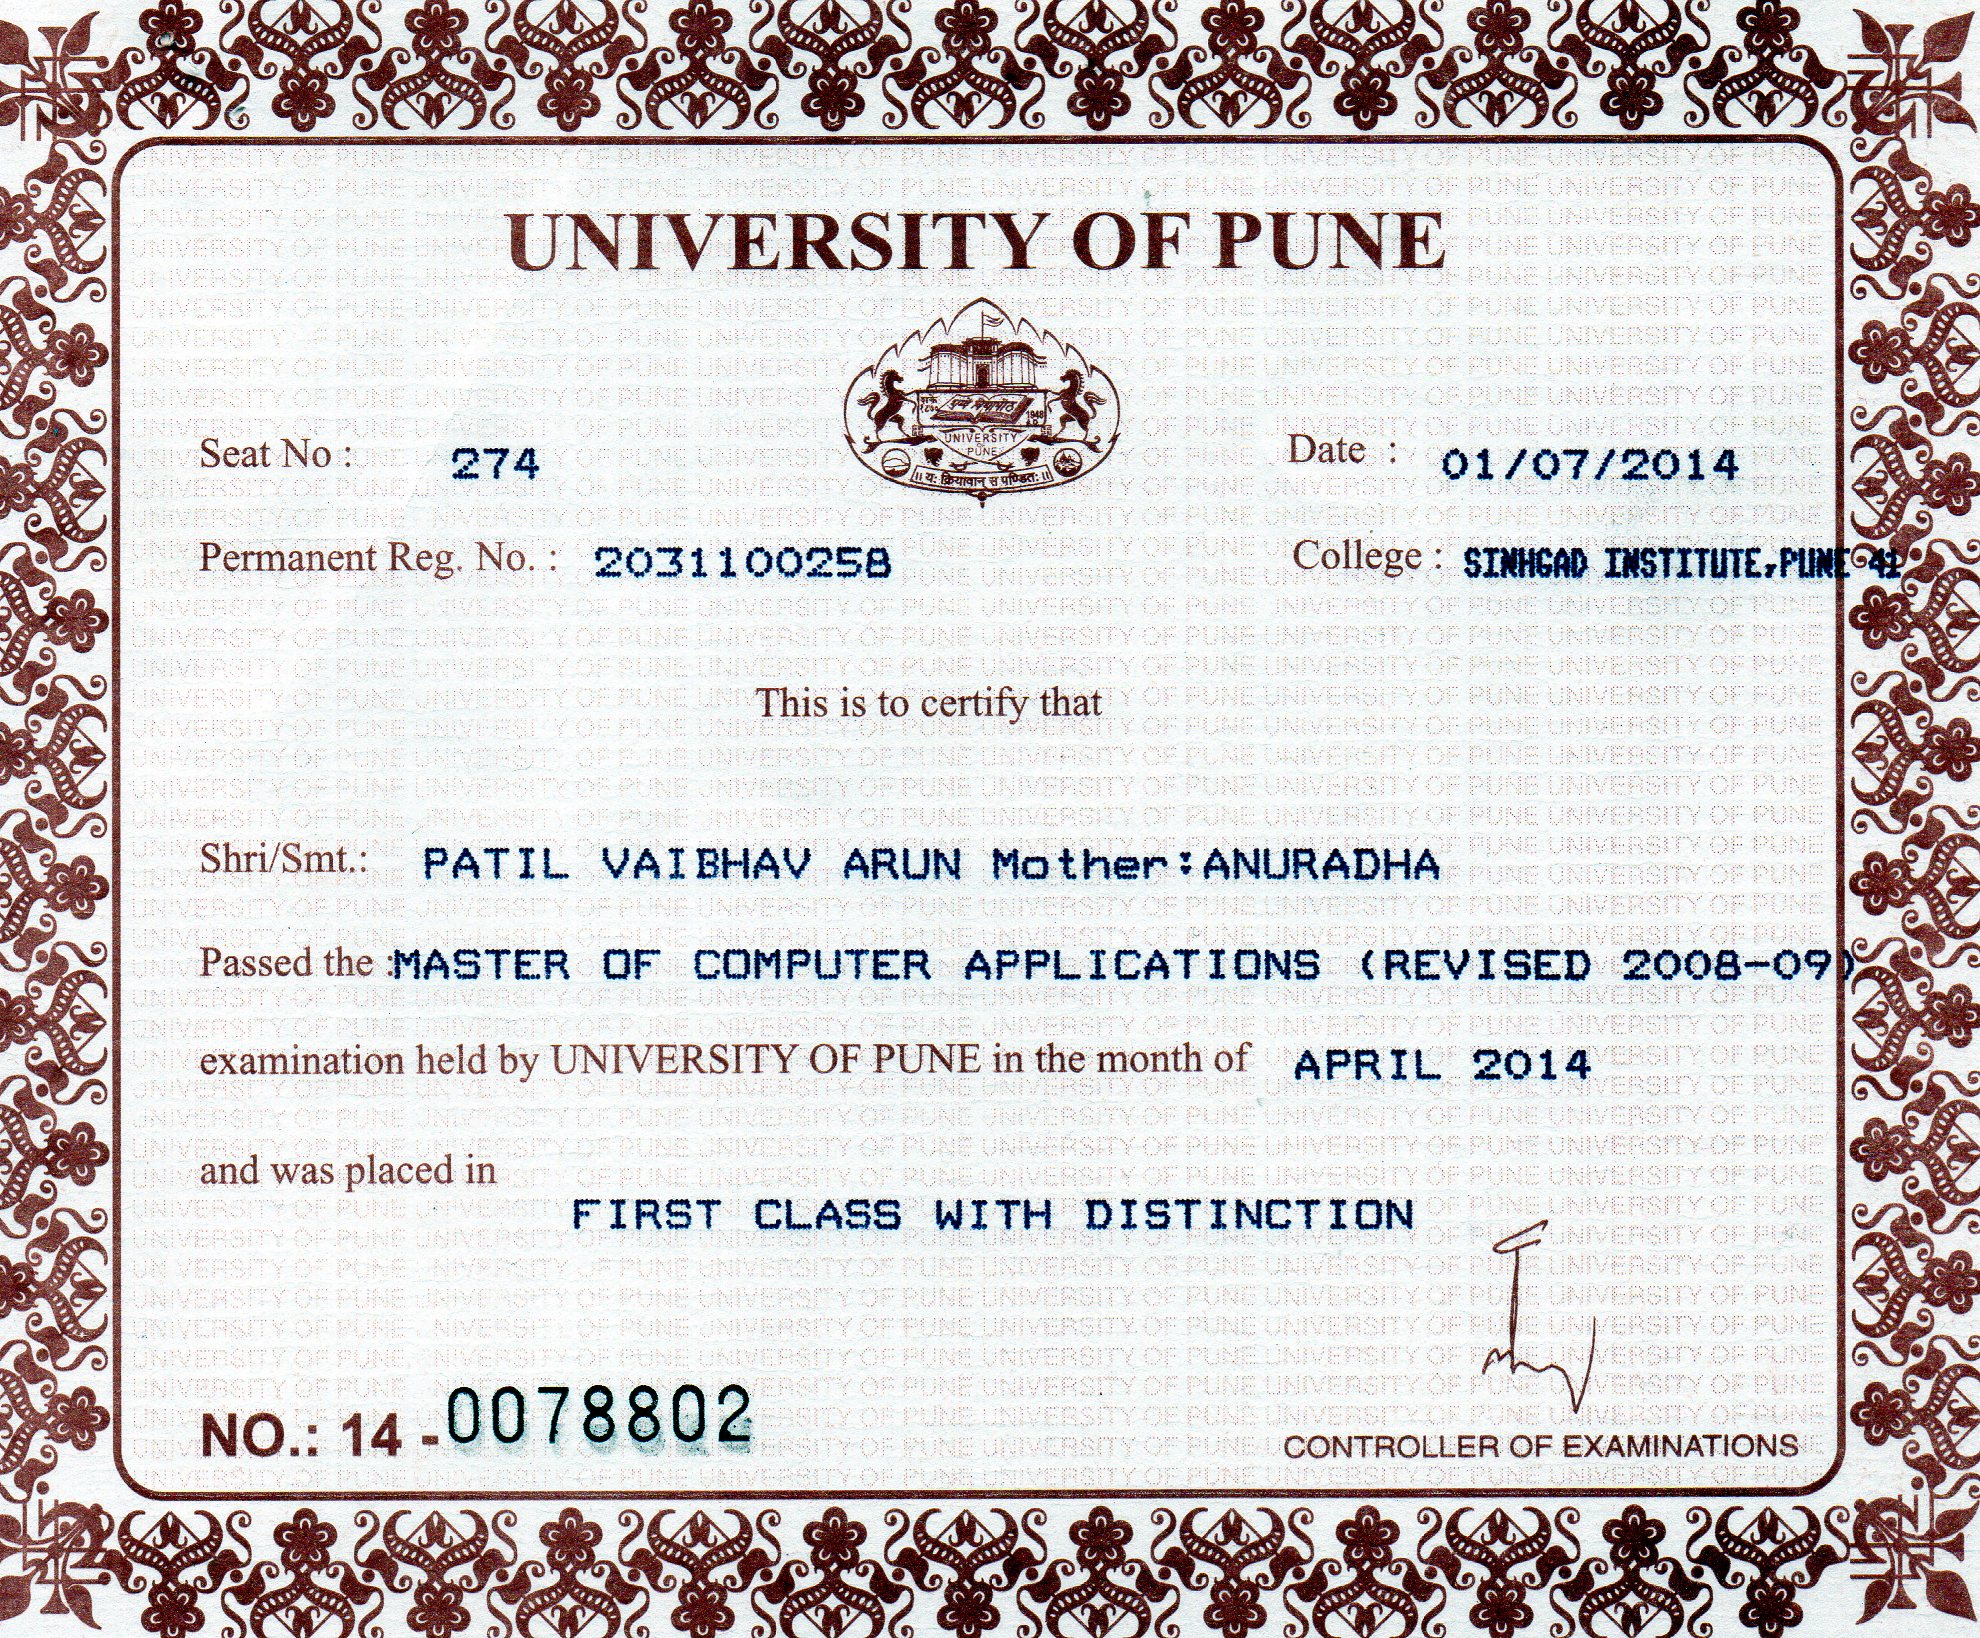 UNIVERSITY OF PUNE
1948
UNIVERSITY
OF
PUNE
।। य: क्रियावान् स पण्डित: ।।
Seat No : 274
Date : 01/07/2014
Permanent Reg. No. : 2031100258
College : SINHGAD INSTITUTE,PUNE 41
This is to certify that
Shri/Smt.: PATIL VAIBHAV ARUN Mother:ANURADHA
Passed the :MASTER OF COMPUTER APPLICATIONS (REVISED 2008-09)
examination held by UNIVERSITY OF PUNE in the month of APRIL 2014
and was placed in
FIRST CLASS WITH DISTINCTION
NO.: 14 - 0078802
CONTROLLER OF EXAMINATIONS